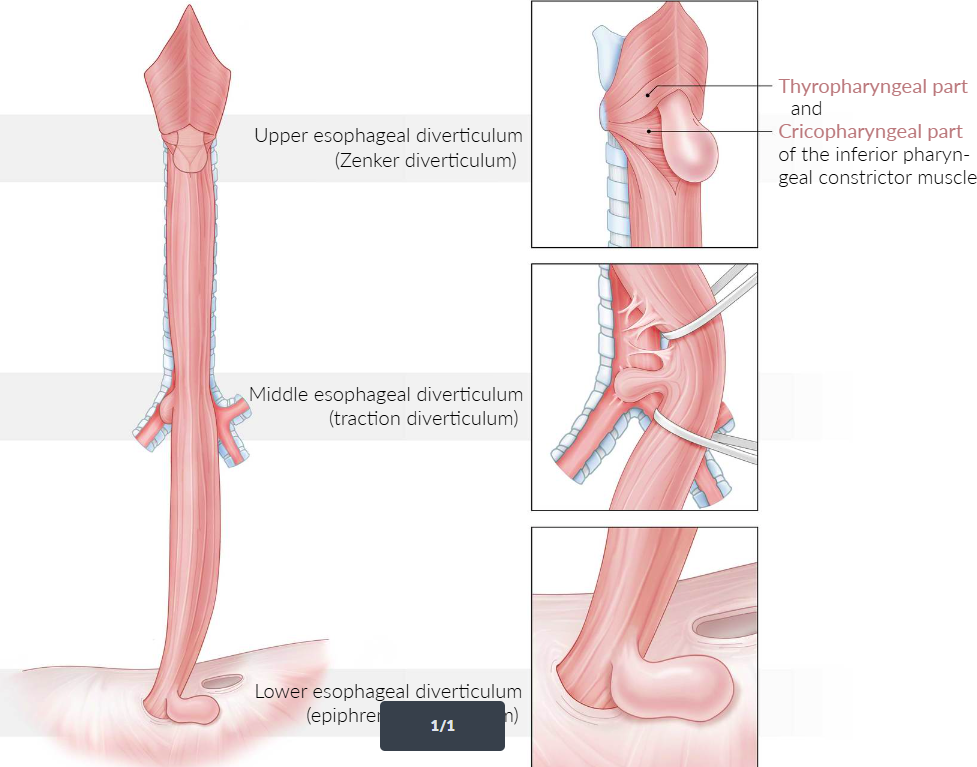 Upper esophageal diverticulum
(Zenker diverticulum)
Thyropharyngeal part
and
Cricopharyngeal part
of the inferior pharyn-
geal constrictor muscle
Middle esophageal diverticulum
(traction diverticulum)
Lower esophageal diverticulum
1/1